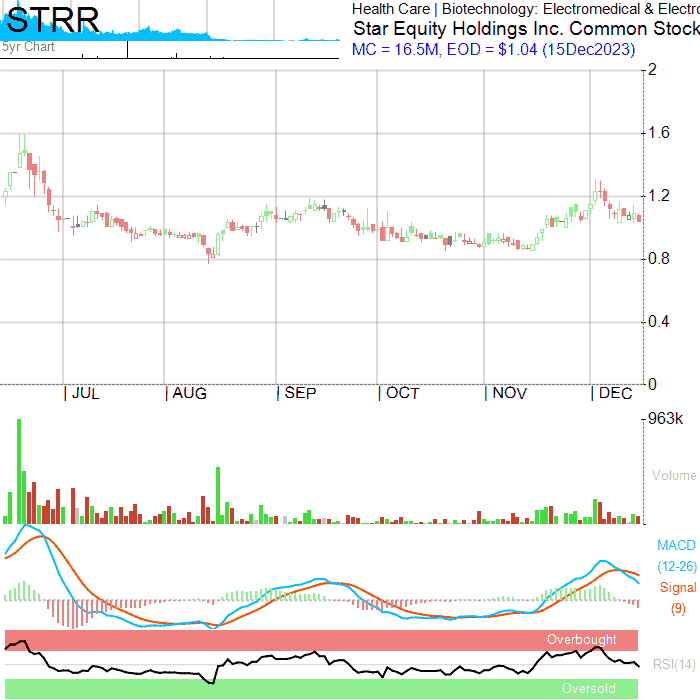 STRR
5yr Chart
Health Care | Biotechnology: Electromedical & Electro
Star Equity Holdings Inc. Common Stock
MC = 16.5M, EOD = $1.04 (15Dec2023)
2
1.6
1.2
0.8
0.4
0
JUL AUG SEP OCT NOV DEC
963k
Volume
MACD
(12-26)
Signal
(9)
Overbought
RSI(14)
Oversold